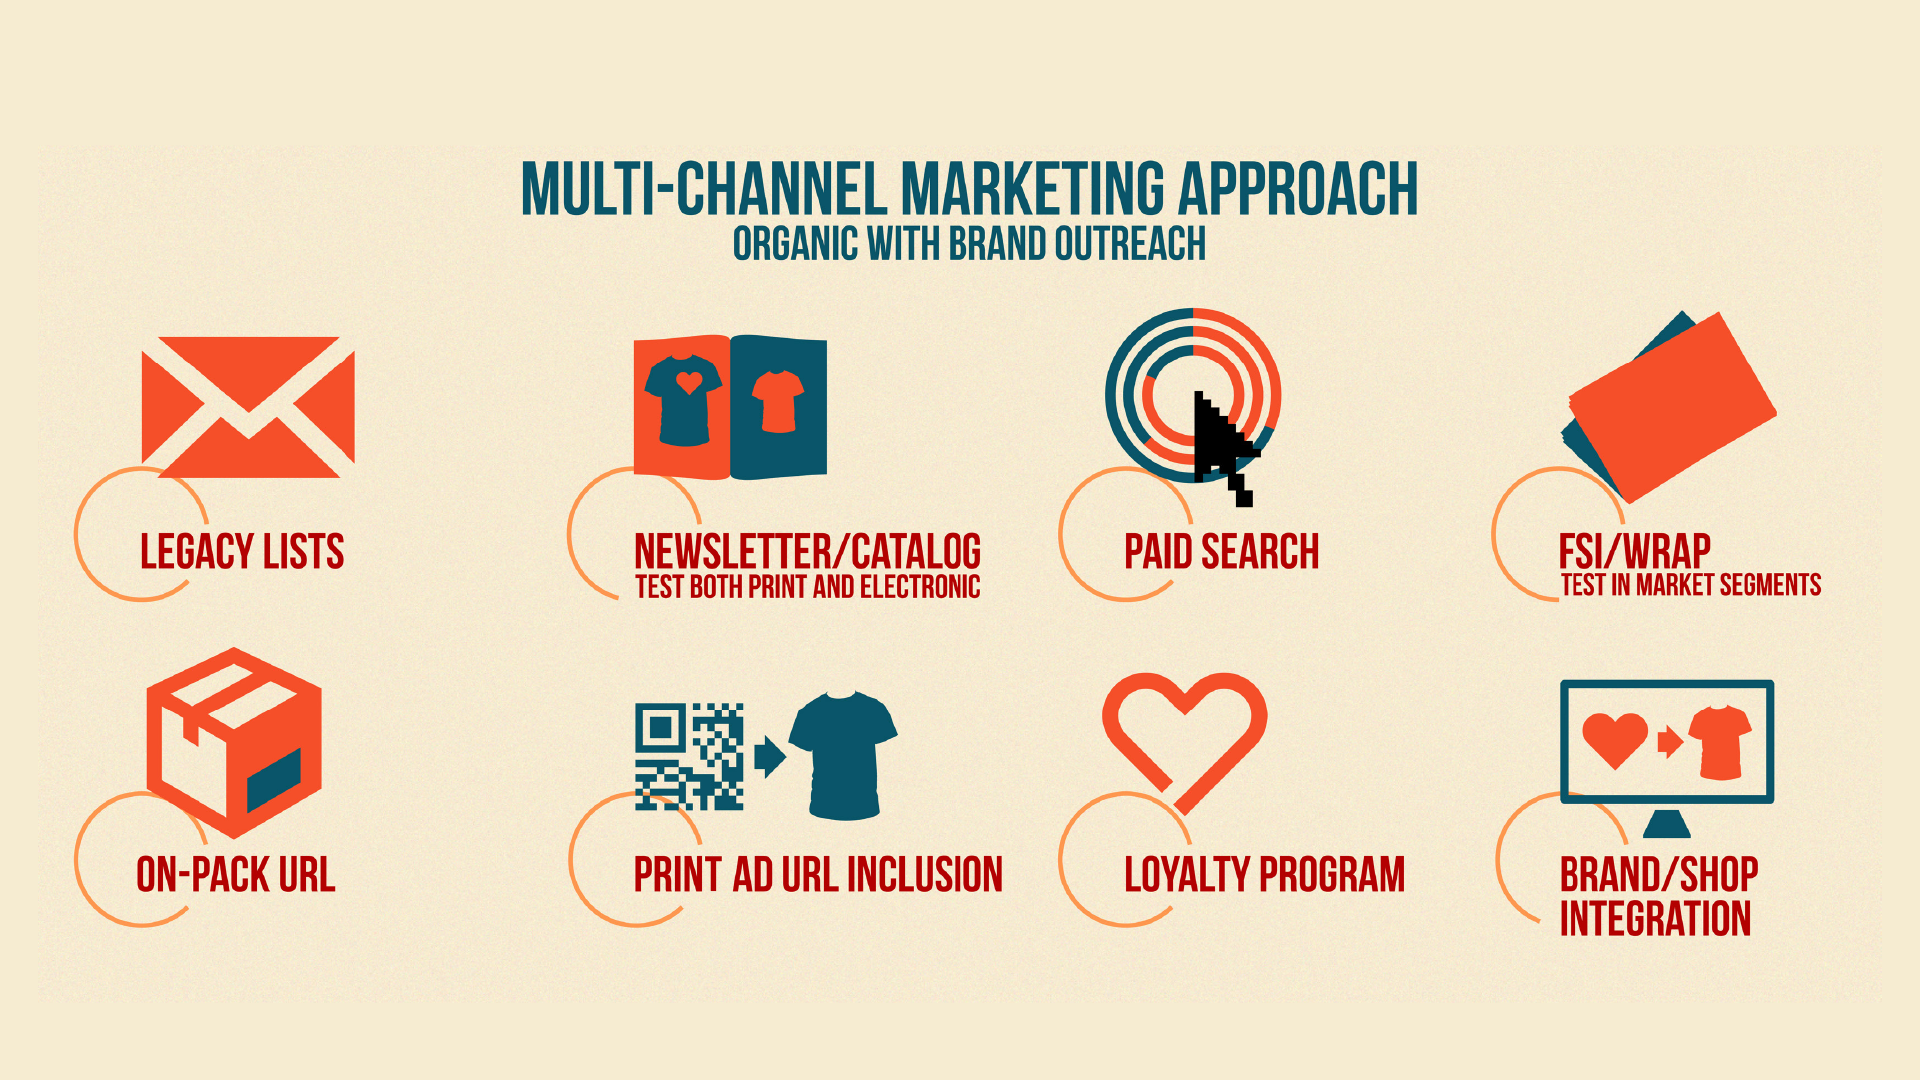 MULTI-CHANNEL MARKETING APPROACH
ORGANIC WITH BRAND OUTREACH
LEGACY LISTS
NEWSLETTER/CATALOG
TEST BOTH PRINT AND ELECTRONIC
PAID SEARCH
FSI/WRAP
TEST IN MARKET SEGMENTS
ON-PACK URL
PRINT AD URL INCLUSION
LOYALTY PROGRAM
BRAND/SHOP
INTEGRATION